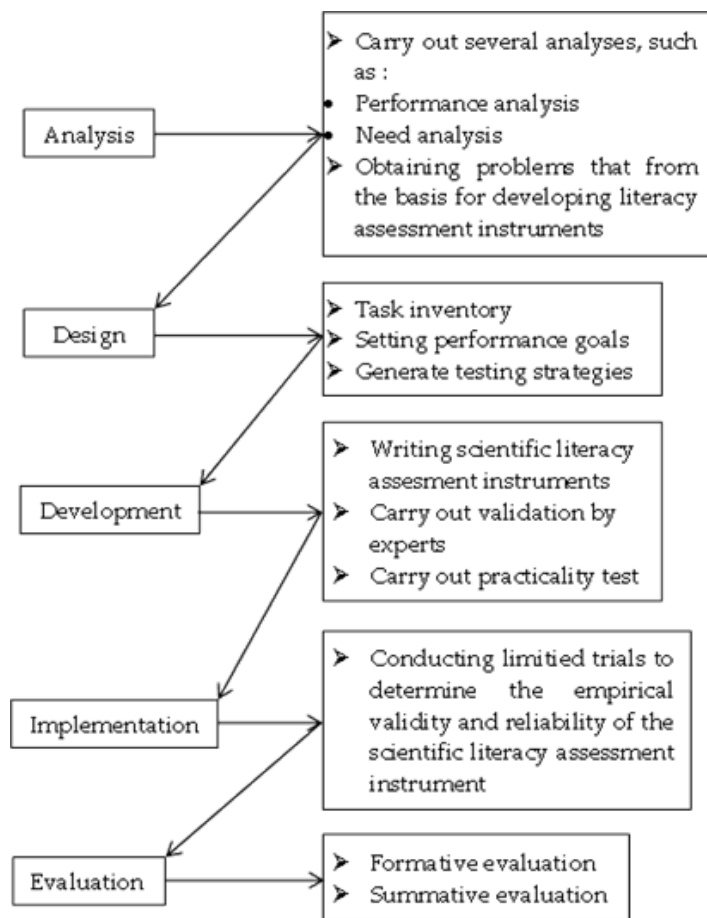 Analysis
➤ Carry out several analyses, such
as :
• Performance analysis
• Need analysis
➤ Obtaining problems that from
the basis for developing literacy
assessment instruments
Design
➤ Task inventory
➤ Setting performance goals
➤ Generate testing strategies
Development
➤ Writing scientific literacy
assesment instruments
➤ Carry out validation by
experts
➤ Carry out practicality test
Implementation
➤ Conducting limitied trials to
determine the empirical
validity and reliability of the
scientific literacy assessment
instrument
Evaluation
➤ Formative evaluation
➤ Summative evaluation